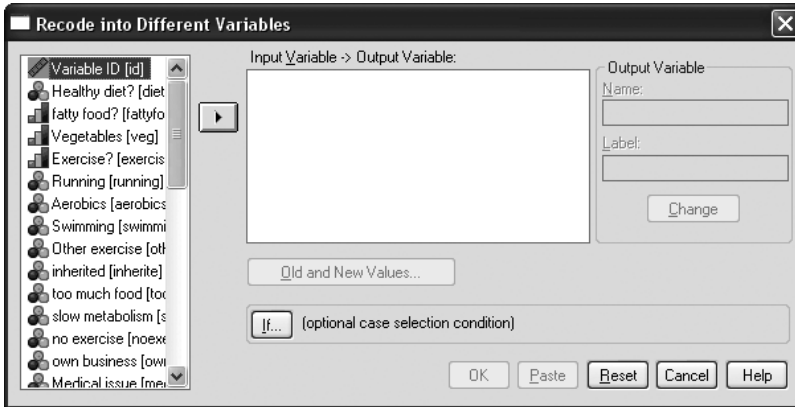 Recode into Different Variables
Variable ID [id]
Healthy diet? [diet
fatty food? [fattyfo
Vegetables [veg]
Exercise? [exercis
Running [running]
Aerobics [aerobics
Swimming [swimmi
Other exercise [oth
inherited [inherite]
too much food [too
slow metabolism [s
no exercise [noexe
own business [owr
Medical issue [me
Input Variable -> Output Variable:
Output Variable
Name:
Label:
Change
Old and New Values...
If... (optional case selection condition)
OK Paste Reset Cancel Help